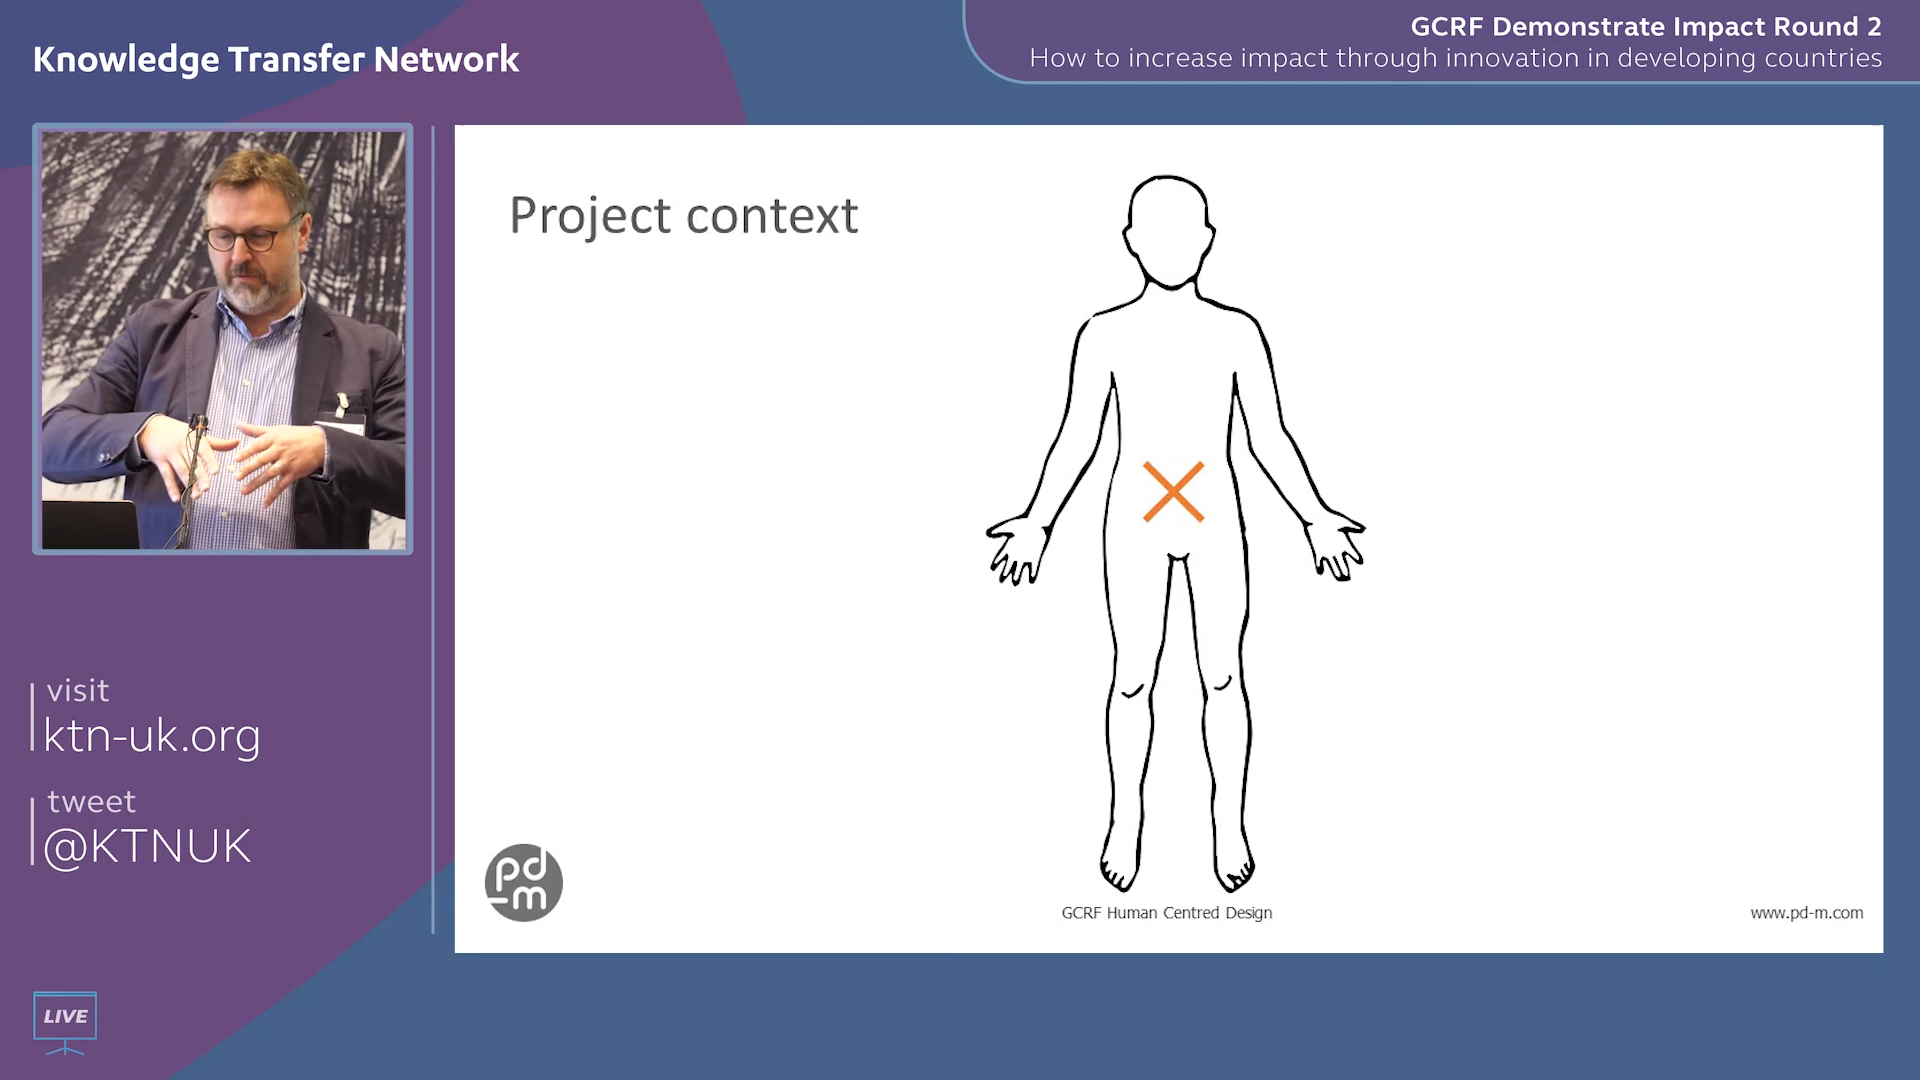 Knowledge Transfer Network
GCRF Demonstrate Impact Round 2
How to increase impact through innovation in developing countries
Project context
visit
ktn-uk.org
tweet
@KTNUK
pd
-m
GCRF Human Centred Design
www.pd-m.com
LIVE